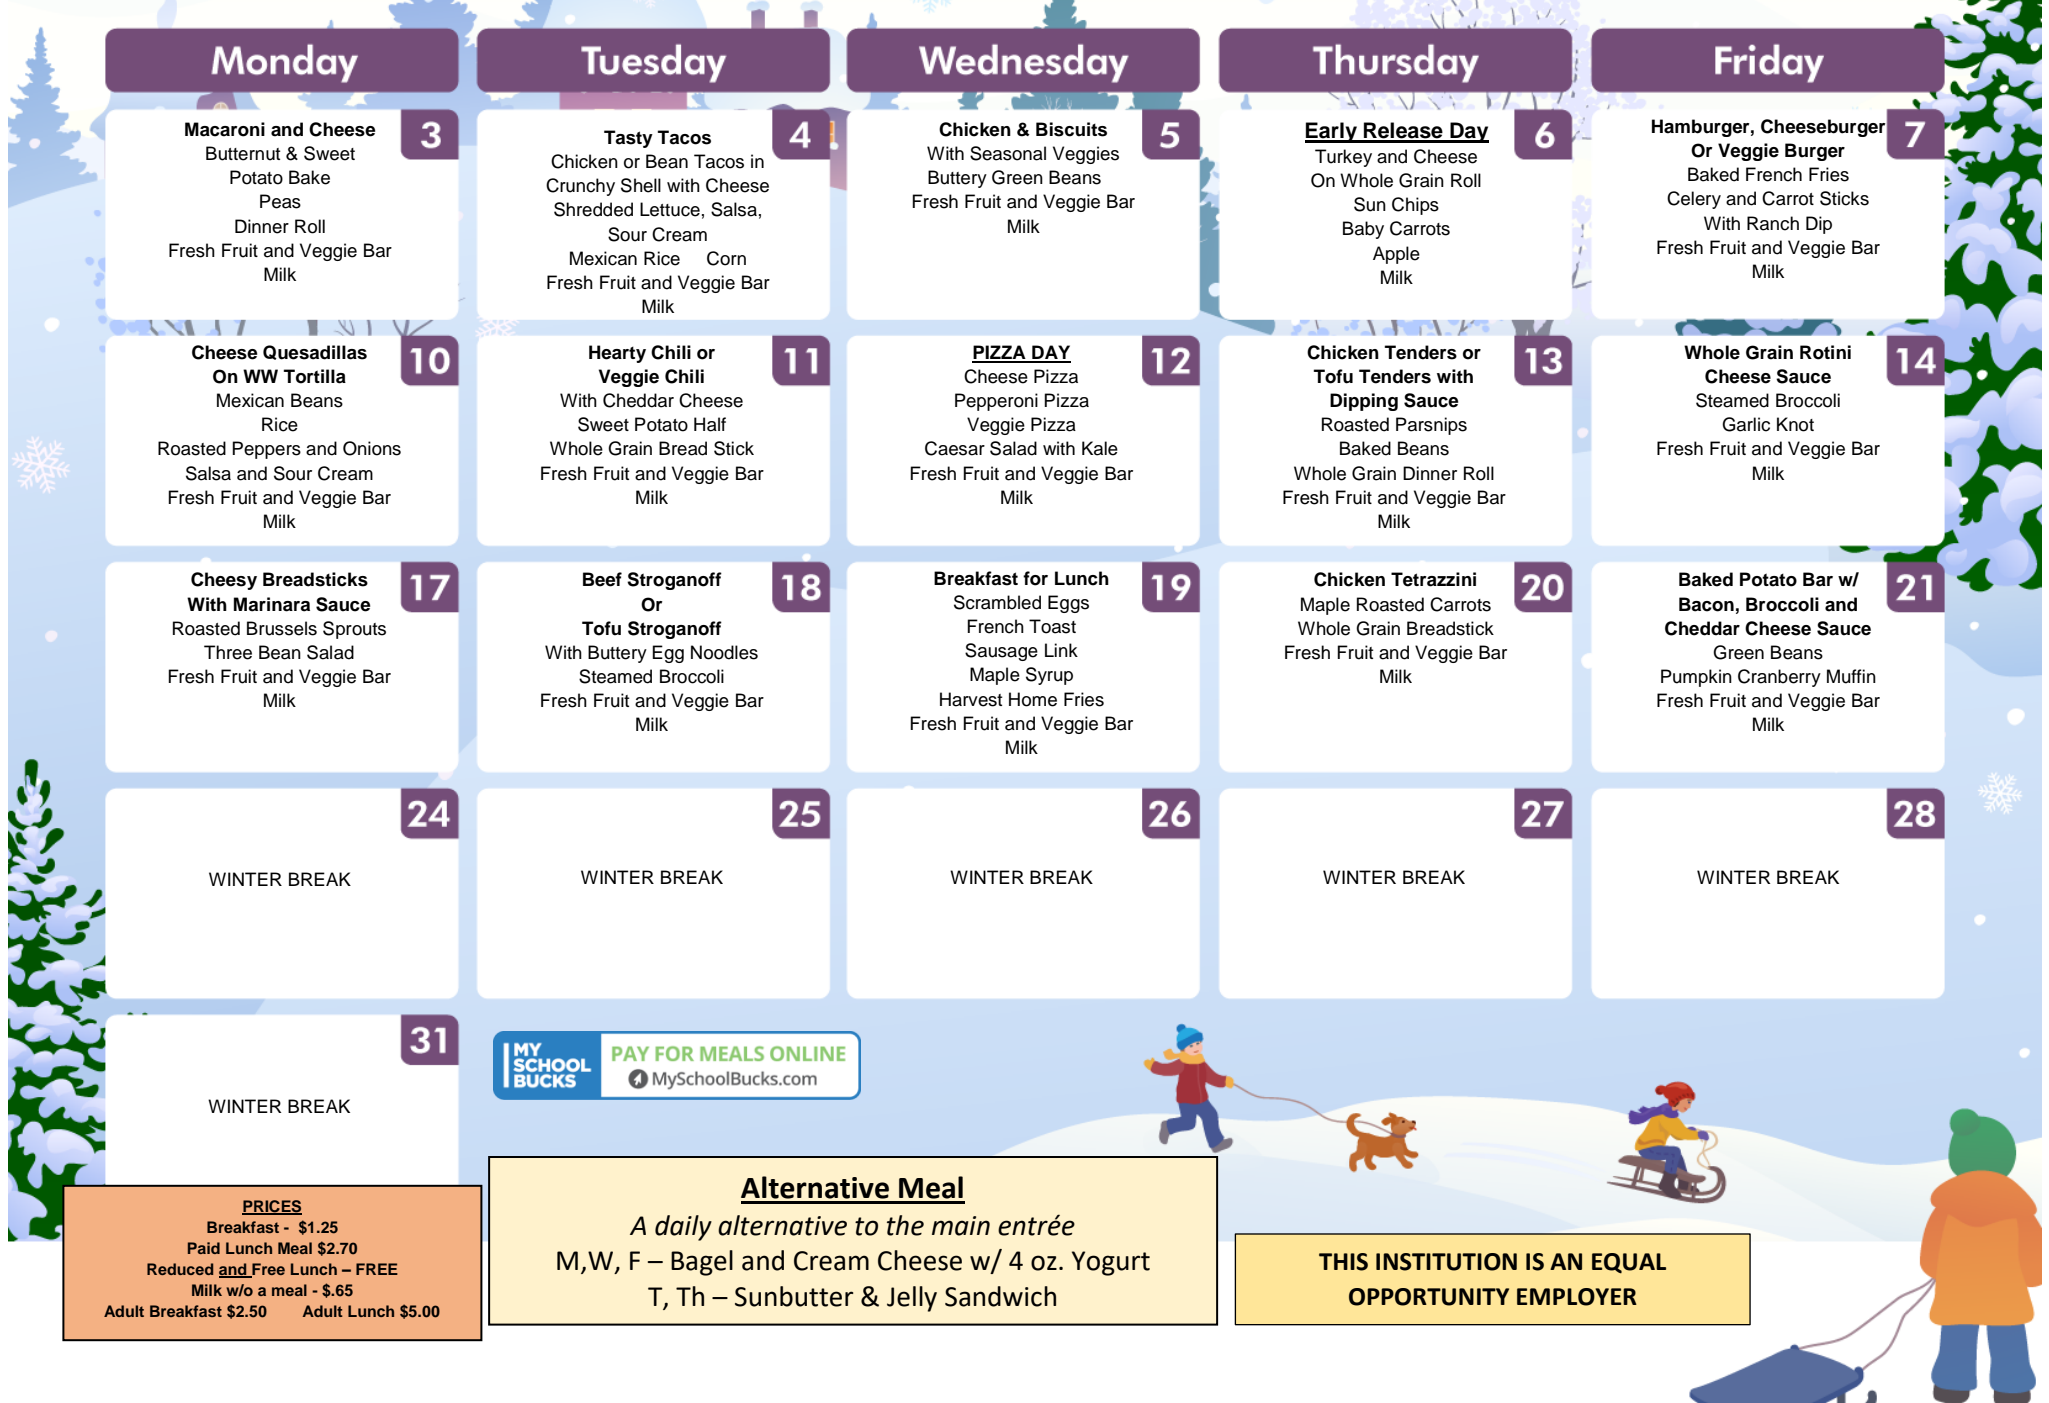 Monday
Tuesday
Wednesday
Thursday
Friday
3
Macaroni and Cheese
Butternut & Sweet
Potato Bake
Peas
Dinner Roll
Fresh Fruit and Veggie Bar
Milk
4
Tasty Tacos
Chicken or Bean Tacos in
Crunchy Shell with Cheese
Shredded Lettuce, Salsa,
Sour Cream
Mexican Rice Corn
Fresh Fruit and Veggie Bar
Milk
5
Chicken & Biscuits
With Seasonal Veggies
Buttery Green Beans
Fresh Fruit and Veggie Bar
Milk
6
Early Release Day
Turkey and Cheese
On Whole Grain Roll
Sun Chips
Baby Carrots
Apple
Milk
7
Hamburger, Cheeseburger
Or Veggie Burger
Baked French Fries
Celery and Carrot Sticks
With Ranch Dip
Fresh Fruit and Veggie Bar
Milk
10
Cheese Quesadillas
On WW Tortilla
Mexican Beans
Rice
Roasted Peppers and Onions
Salsa and Sour Cream
Fresh Fruit and Veggie Bar
Milk
11
Hearty Chili or
Veggie Chili
With Cheddar Cheese
Sweet Potato Half
Whole Grain Bread Stick
Fresh Fruit and Veggie Bar
Milk
12
PIZZA DAY
Cheese Pizza
Pepperoni Pizza
Veggie Pizza
Caesar Salad with Kale
Fresh Fruit and Veggie Bar
Milk
13
Chicken Tenders or
Tofu Tenders with
Dipping Sauce
Roasted Parsnips
Baked Beans
Whole Grain Dinner Roll
Fresh Fruit and Veggie Bar
Milk
14
Whole Grain Rotini
Cheese Sauce
Steamed Broccoli
Garlic Knot
Fresh Fruit and Veggie Bar
Milk
17
Cheesy Breadsticks
With Marinara Sauce
Roasted Brussels Sprouts
Three Bean Salad
Fresh Fruit and Veggie Bar
Milk
18
Beef Stroganoff
Or
Tofu Stroganoff
With Buttery Egg Noodles
Steamed Broccoli
Fresh Fruit and Veggie Bar
Milk
19
Breakfast for Lunch
Scrambled Eggs
French Toast
Sausage Link
Maple Syrup
Harvest Home Fries
Fresh Fruit and Veggie Bar
Milk
20
Chicken Tetrazzini
Maple Roasted Carrots
Whole Grain Breadstick
Fresh Fruit and Veggie Bar
Milk
21
Baked Potato Bar w/
Bacon, Broccoli and
Cheddar Cheese Sauce
Green Beans
Pumpkin Cranberry Muffin
Fresh Fruit and Veggie Bar
Milk
24
WINTER BREAK
25
WINTER BREAK
26
WINTER BREAK
27
WINTER BREAK
28
WINTER BREAK
31
WINTER BREAK
MY
SCHOOL
BUCKS
PAY FOR MEALS ONLINE
MySchoolBucks.com
PRICES
Breakfast - $1.25
Paid Lunch Meal $2.70
Reduced and Free Lunch – FREE
Milk w/o a meal - $.65
Adult Breakfast $2.50 Adult Lunch $5.00
Alternative Meal
A daily alternative to the main entrée
M,W, F – Bagel and Cream Cheese w/ 4 oz. Yogurt
T, Th – Sunbutter & Jelly Sandwich
THIS INSTITUTION IS AN EQUAL
OPPORTUNITY EMPLOYER